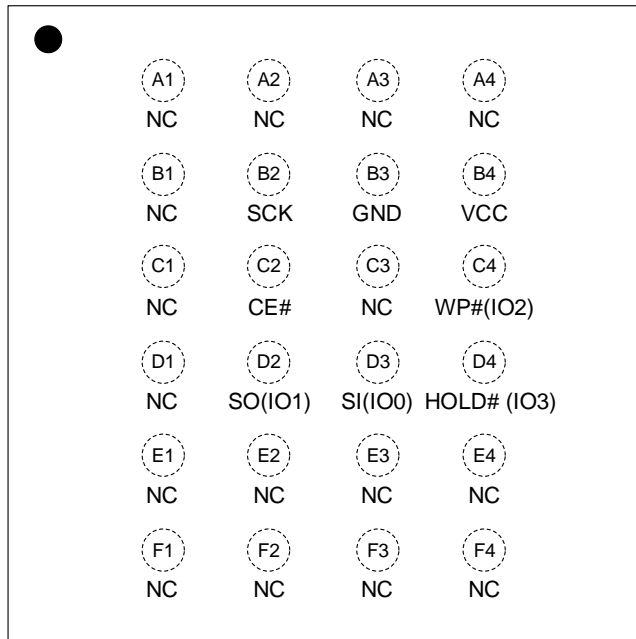 A1 A2 A3 A4
NC NC NC NC
B1 B2 B3 B4
NC SCK GND VCC
C1 C2 C3 C4
NC CE# NC WP#(IO2)
D1 D2 D3 D4
NC SO(IO1) SI(IO0) HOLD# (IO3)
E1 E2 E3 E4
NC NC NC NC
F1 F2 F3 F4
NC NC NC NC